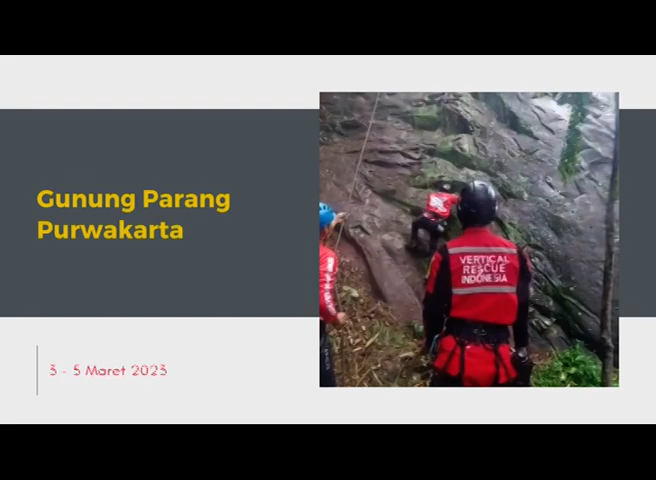 Gunung Parang
Purwakarta
3 - 5 Maret 2023
VERTICAL
RESCUE
INDONESIA